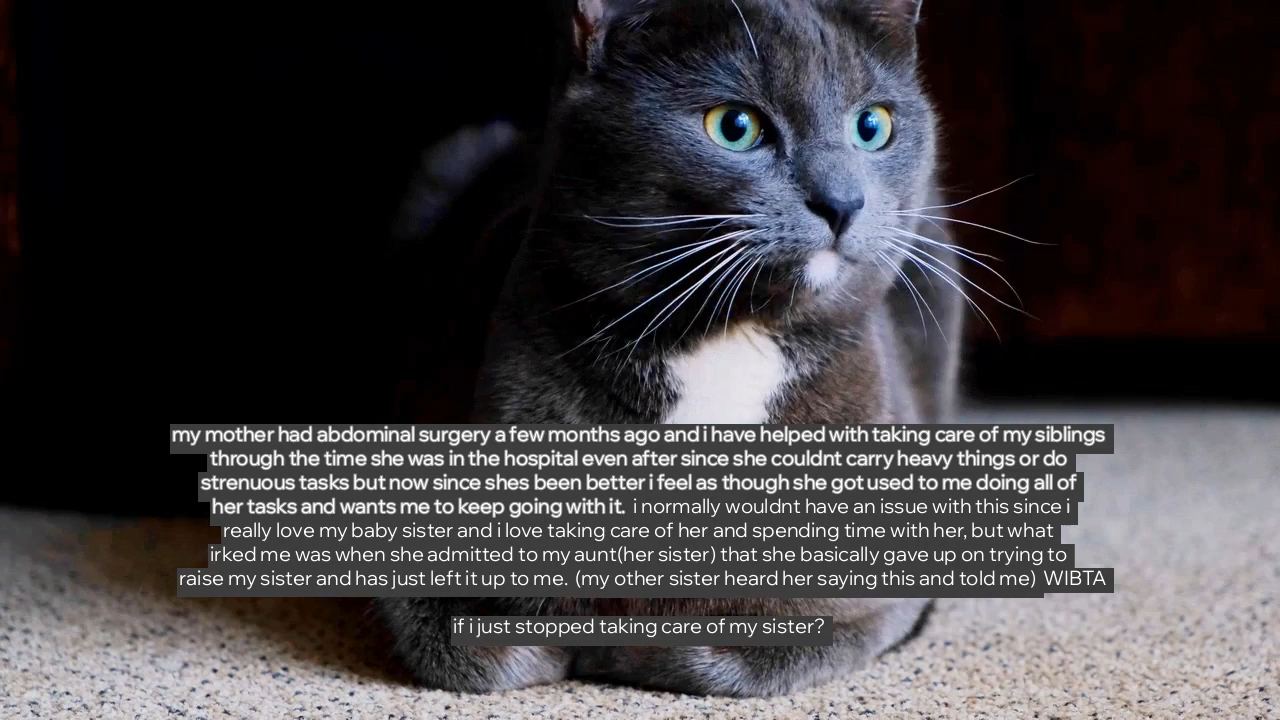 my mother had abdominal surgery a few months ago and i have helped with taking care of my siblings
through the time she was in the hospital even after since she couldnt carry heavy things or do
strenuous tasks but now since shes been better i feel as though she got used to me doing all of
her tasks and wants me to keep going with it. i normally wouldnt have an issue with this since i
really love my baby sister and i love taking care of her and spending time with her, but what
irked me was when she admitted to my aunt(her sister) that she basically gave up on trying to
raise my sister and has just left it up to me. (my other sister heard her saying this and told me) WIBTA
if i just stopped taking care of my sister?